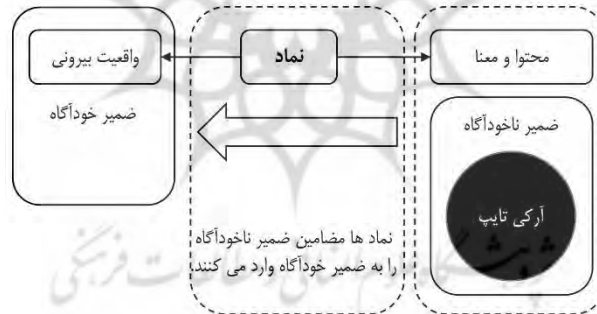 محتوا و معنا
ضمیر ناخودآگاه
آرکی تایپ
نماد
نماد ها مضامین ضمیر ناخودآگاه
را به ضمیر خودآگاه وارد می کنند.
واقعیت بیرونی
ضمیر خودآگاه